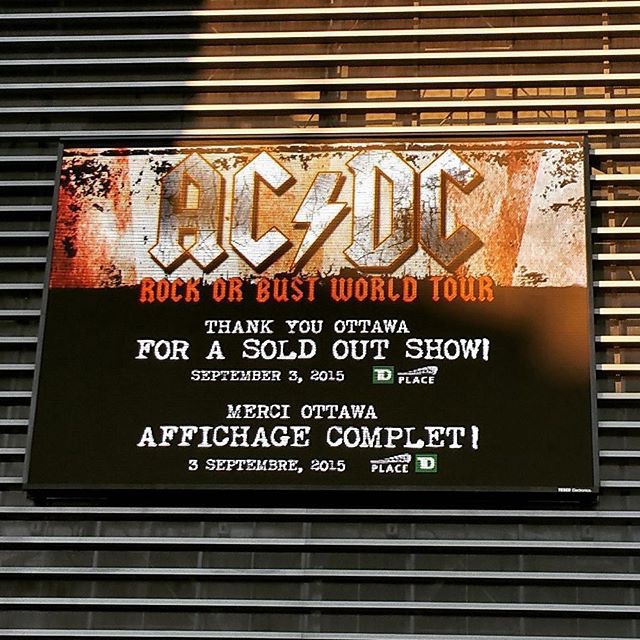 AC⚡DC
ROCK OR BUST WORLD TOUR
THANK YOU OTTAWA
FOR A SOLD OUT SHOW!
SEPTEMBER 3, 2015 TD PLACE
MERCI OTTAWA
AFFICHAGE COMPLET!
3 SEPTEMBRE, 2015 PLACE TD